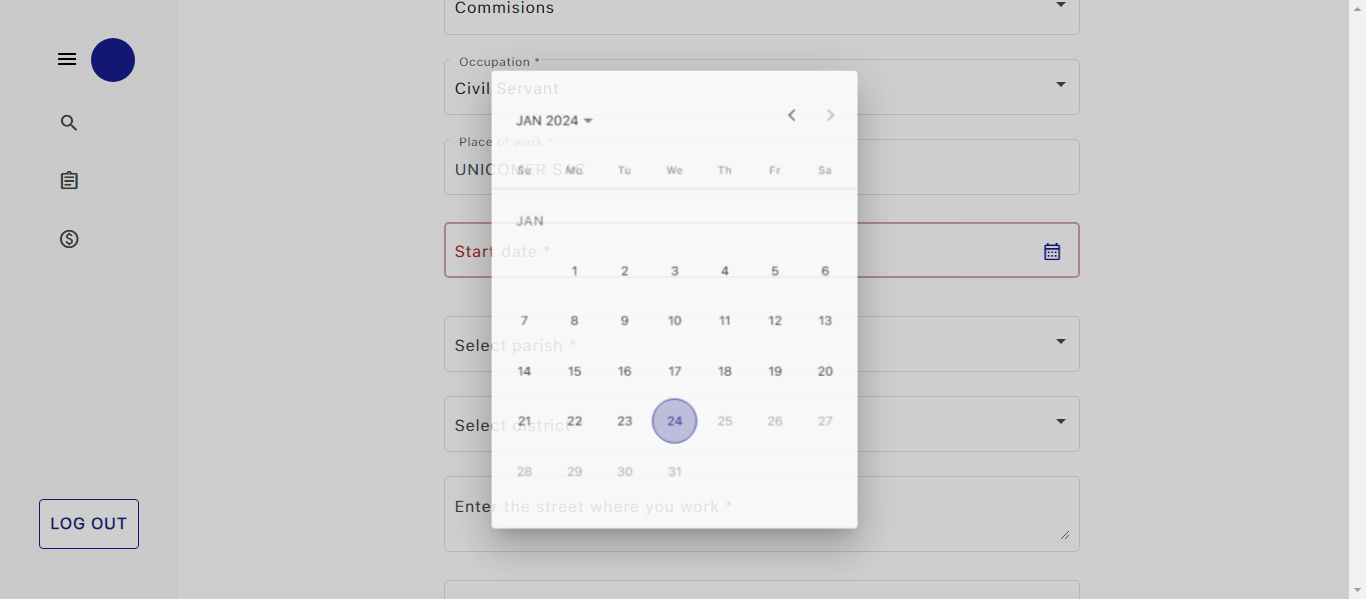 Commisions
Occupation *
Civil Servant
Place of work *
UNICOMER SAC
Start date *
Select parish *
Select district
Enter the street where you work *
LOG OUT
JAN 2024
Su Mo Tu We Th Fr Sa
JAN
1 2 3 4 5 6
7 8 9 10 11 12 13
14 15 16 17 18 19 20
21 22 23 24 25 26 27
28 29 30 31